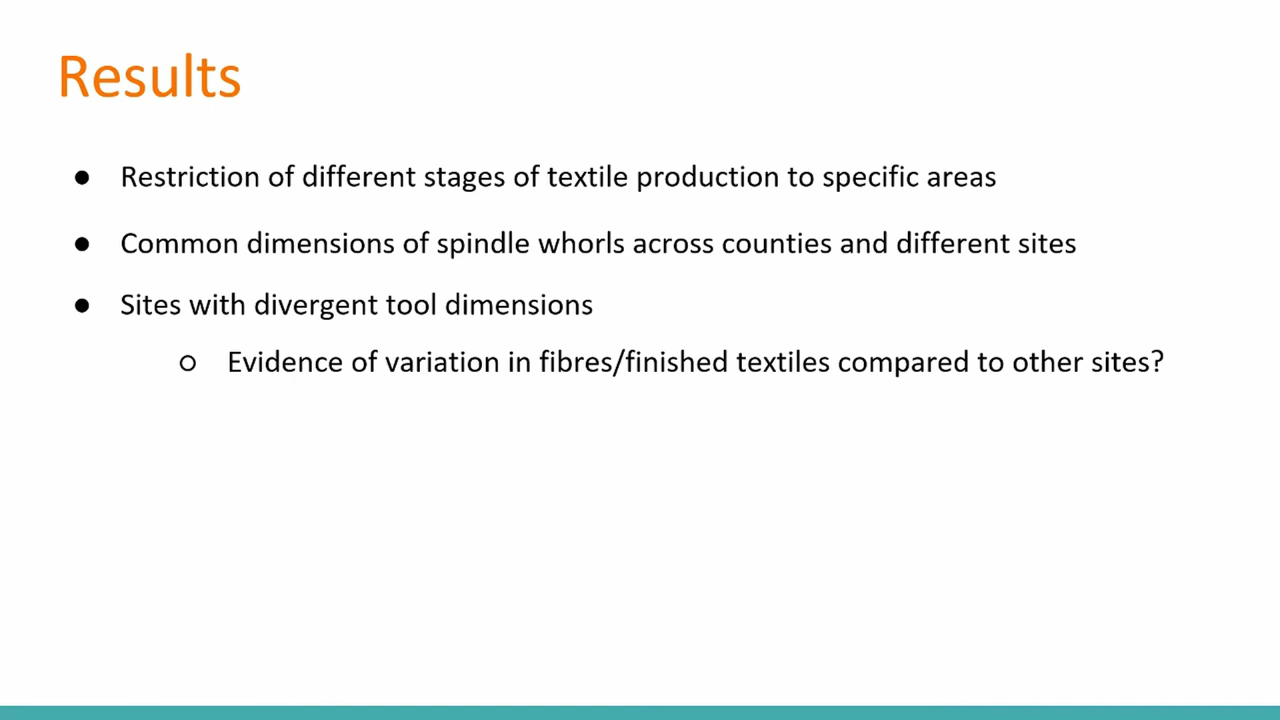 Results
● Restriction of different stages of textile production to specific areas
● Common dimensions of spindle whorls across counties and different sites
● Sites with divergent tool dimensions
○ Evidence of variation in fibres/finished textiles compared to other sites?